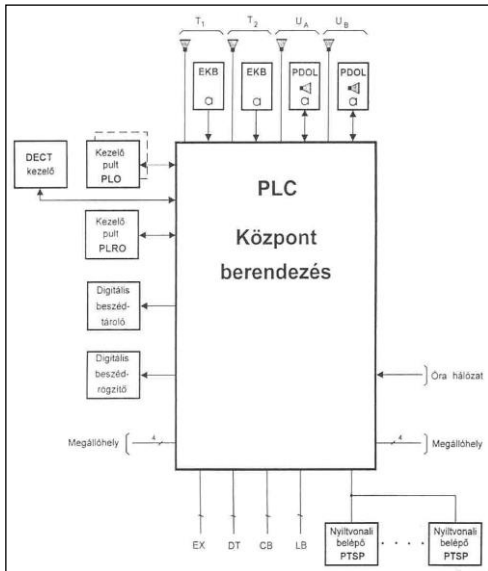 T1
T2
UA
UB
EKB
EKB
PDOL
PDOL
DECT
kezelő
Kezelő
pult
PLO
PLC
Központ
berendezés
Kezelő
pult
PLRO
Digitális
beszéd-
tároló
Digitális
beszéd-
rögzítő
Óra hálózat
Megállóhely
4
4
Megállóhely
EX
DT
CB
LB
Nyíltvonali
belépő
PTSP
Nyíltvonali
belépő
PTSP